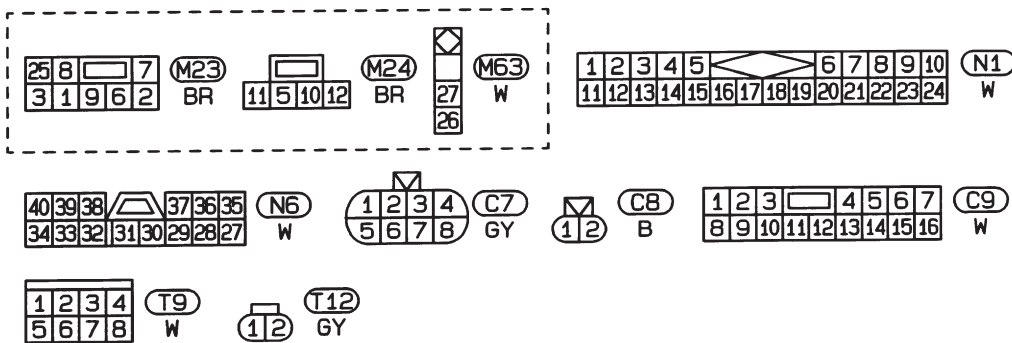 25 8 7 M23
3 1 9 6 2 BR
M24
11 5 10 12 BR
M63
27 W
26
1 2 3 4 5 6 7 8 9 10 N1
11 12 13 14 15 16 17 18 19 20 21 22 23 24 W
40 39 38 37 36 35 N6
34 33 32 31 30 29 28 27 W
1 2 3 4 C7
5 6 7 8 GY
C8
1 2 B
1 2 3 4 5 6 7 C9
8 9 10 11 12 13 14 15 16 W
1 2 3 4 T9
5 6 7 8 W
T12
1 2 GY